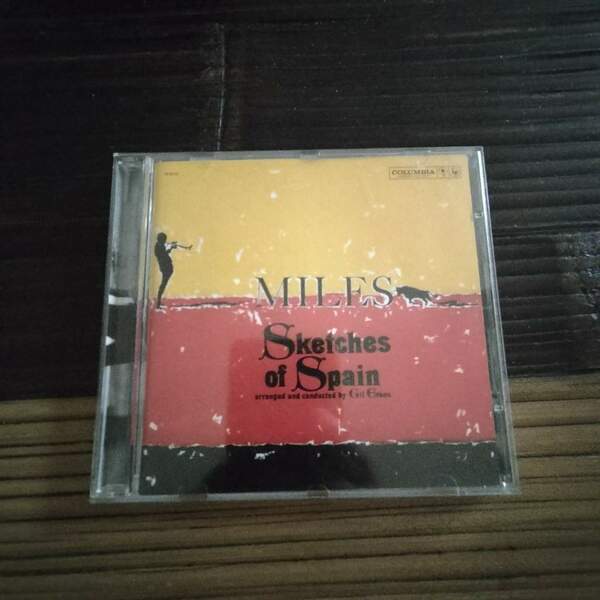 COLUMBIA
MILES
Sketches
of Spain
arranged and conducted by Gil Evans